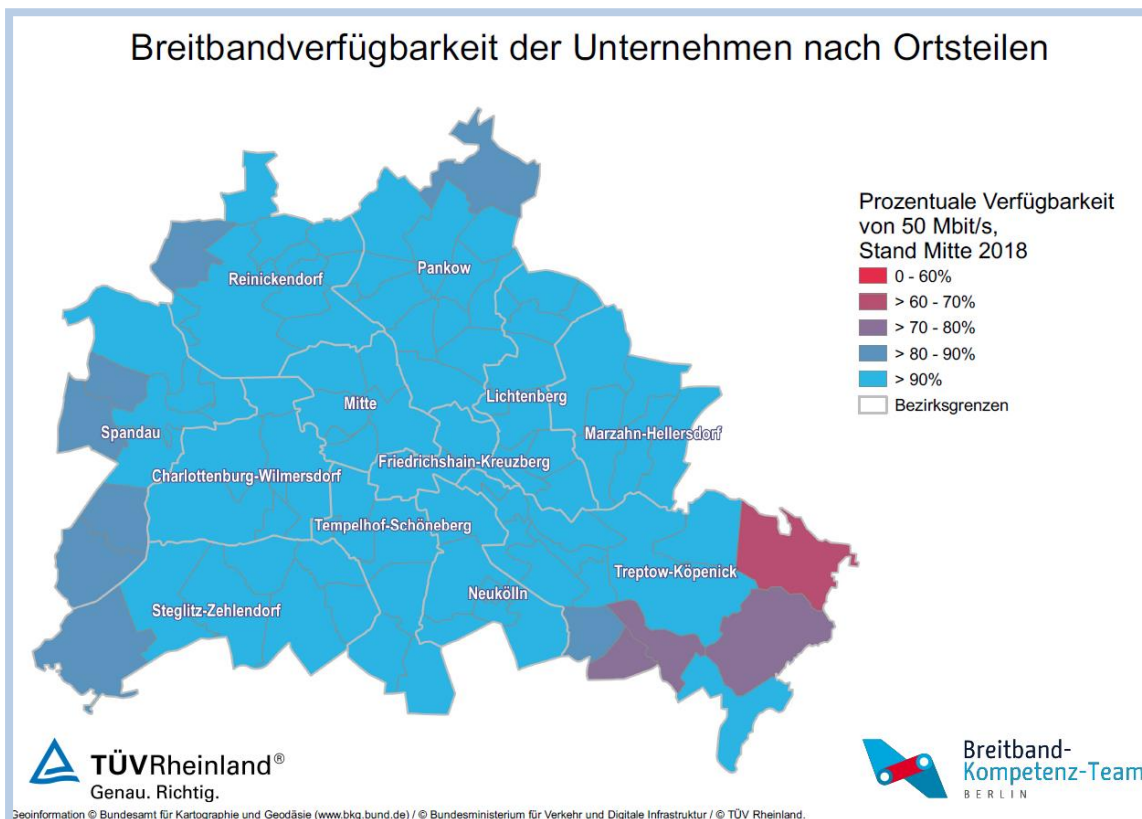 Breitbandverfügbarkeit der Unternehmen nach Ortsteilen
Prozentuale Verfügbarkeit
von 50 Mbit/s,
Stand Mitte 2018
0 - 60%
> 60 - 70%
> 70 - 80%
> 80 - 90%
> 90%
Bezirksgrenzen
Reinickendorf
Pankow
Mitte
Lichtenberg
Spandau
Marzahn-Hellersdorf
Charlottenburg-Wilmersdorf
Friedrichshain-Kreuzberg
Tempelhof-Schöneberg
Treptow-Köpenick
Neukölln
Steglitz-Zehlendorf
TÜVRheinland®
Genau. Richtig.
Breitband-
Kompetenz-Team
BERLIN
Geoinformation © Bundesamt für Kartographie und Geodäsie (www.bkg.bund.de) / © Bundesministerium für Verkehr und Digitale Infrastruktur / © TÜV Rheinland.